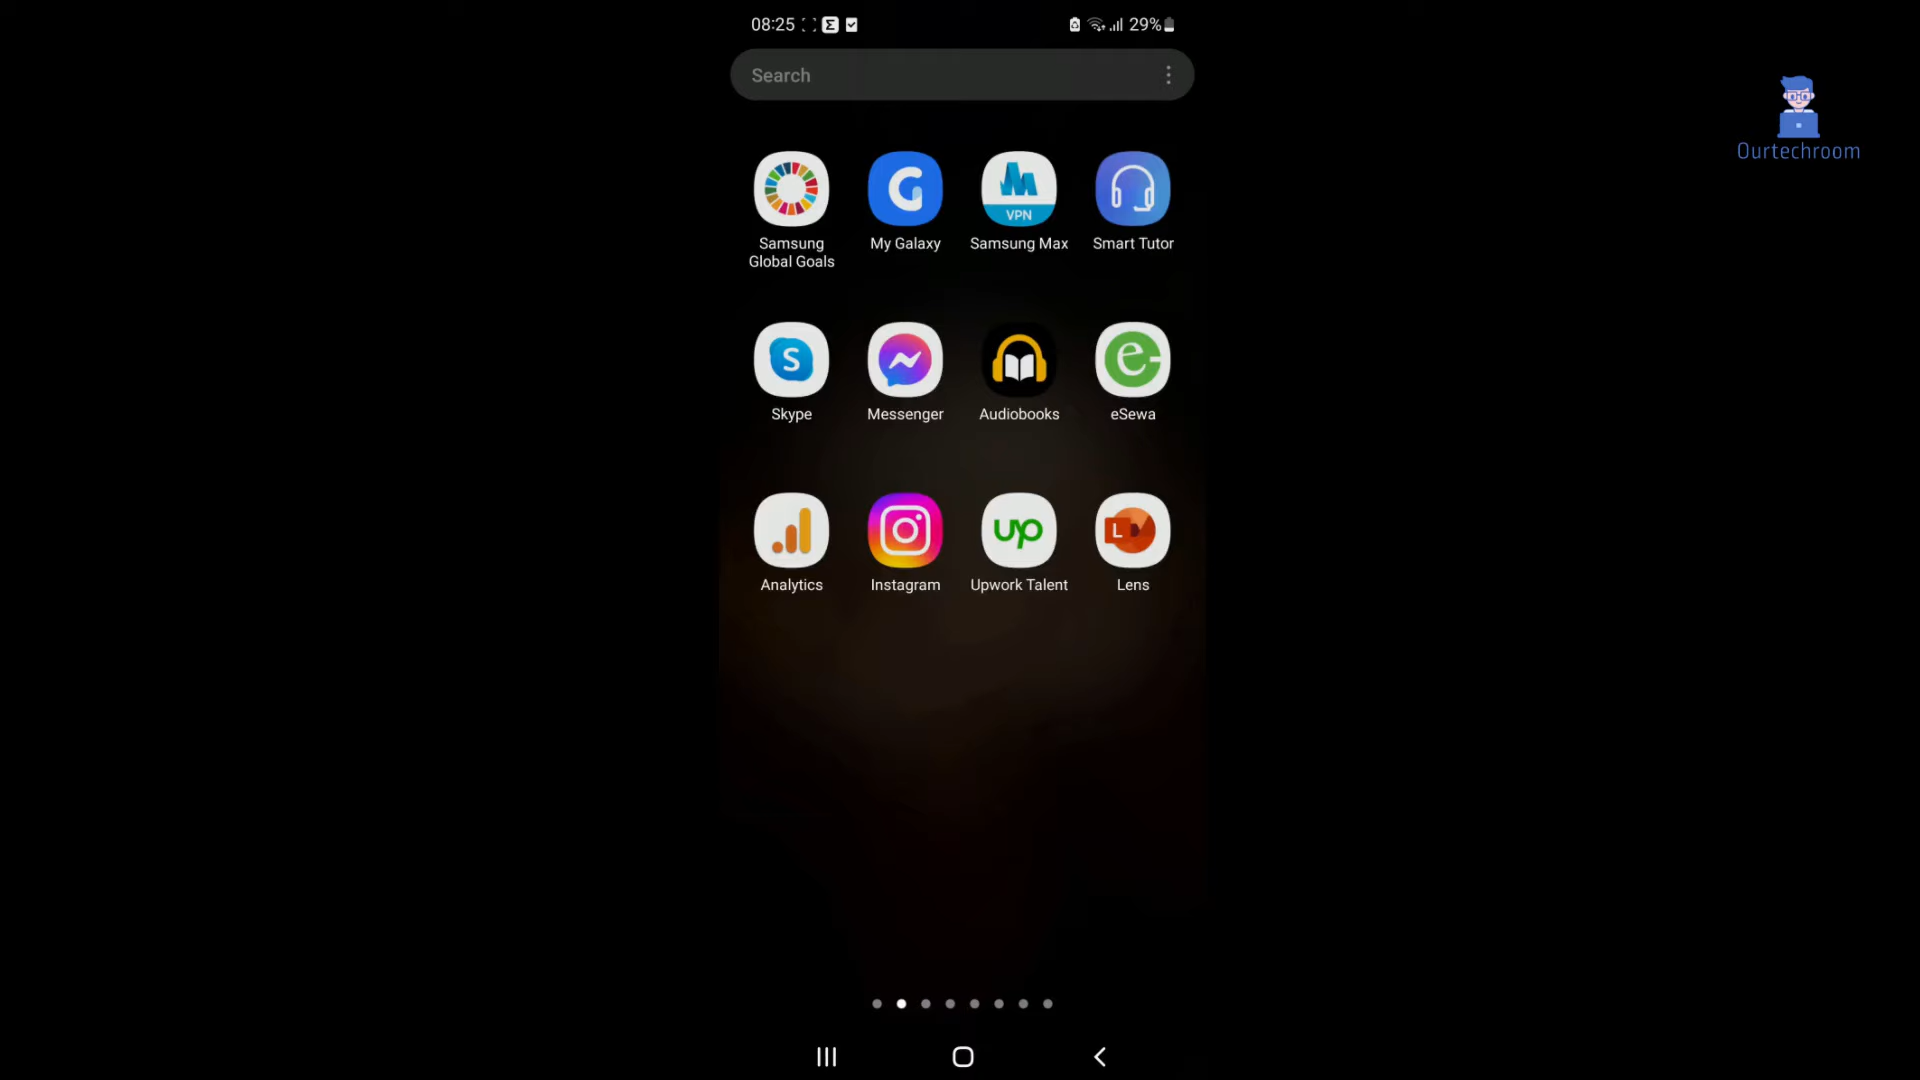 08:25 29%
Search
Ourtechroom
VPN
Samsung Global Goals My Galaxy Samsung Max Smart Tutor
S e
Skype Messenger Audiobooks eSewa
up L
Analytics Instagram Upwork Talent Lens